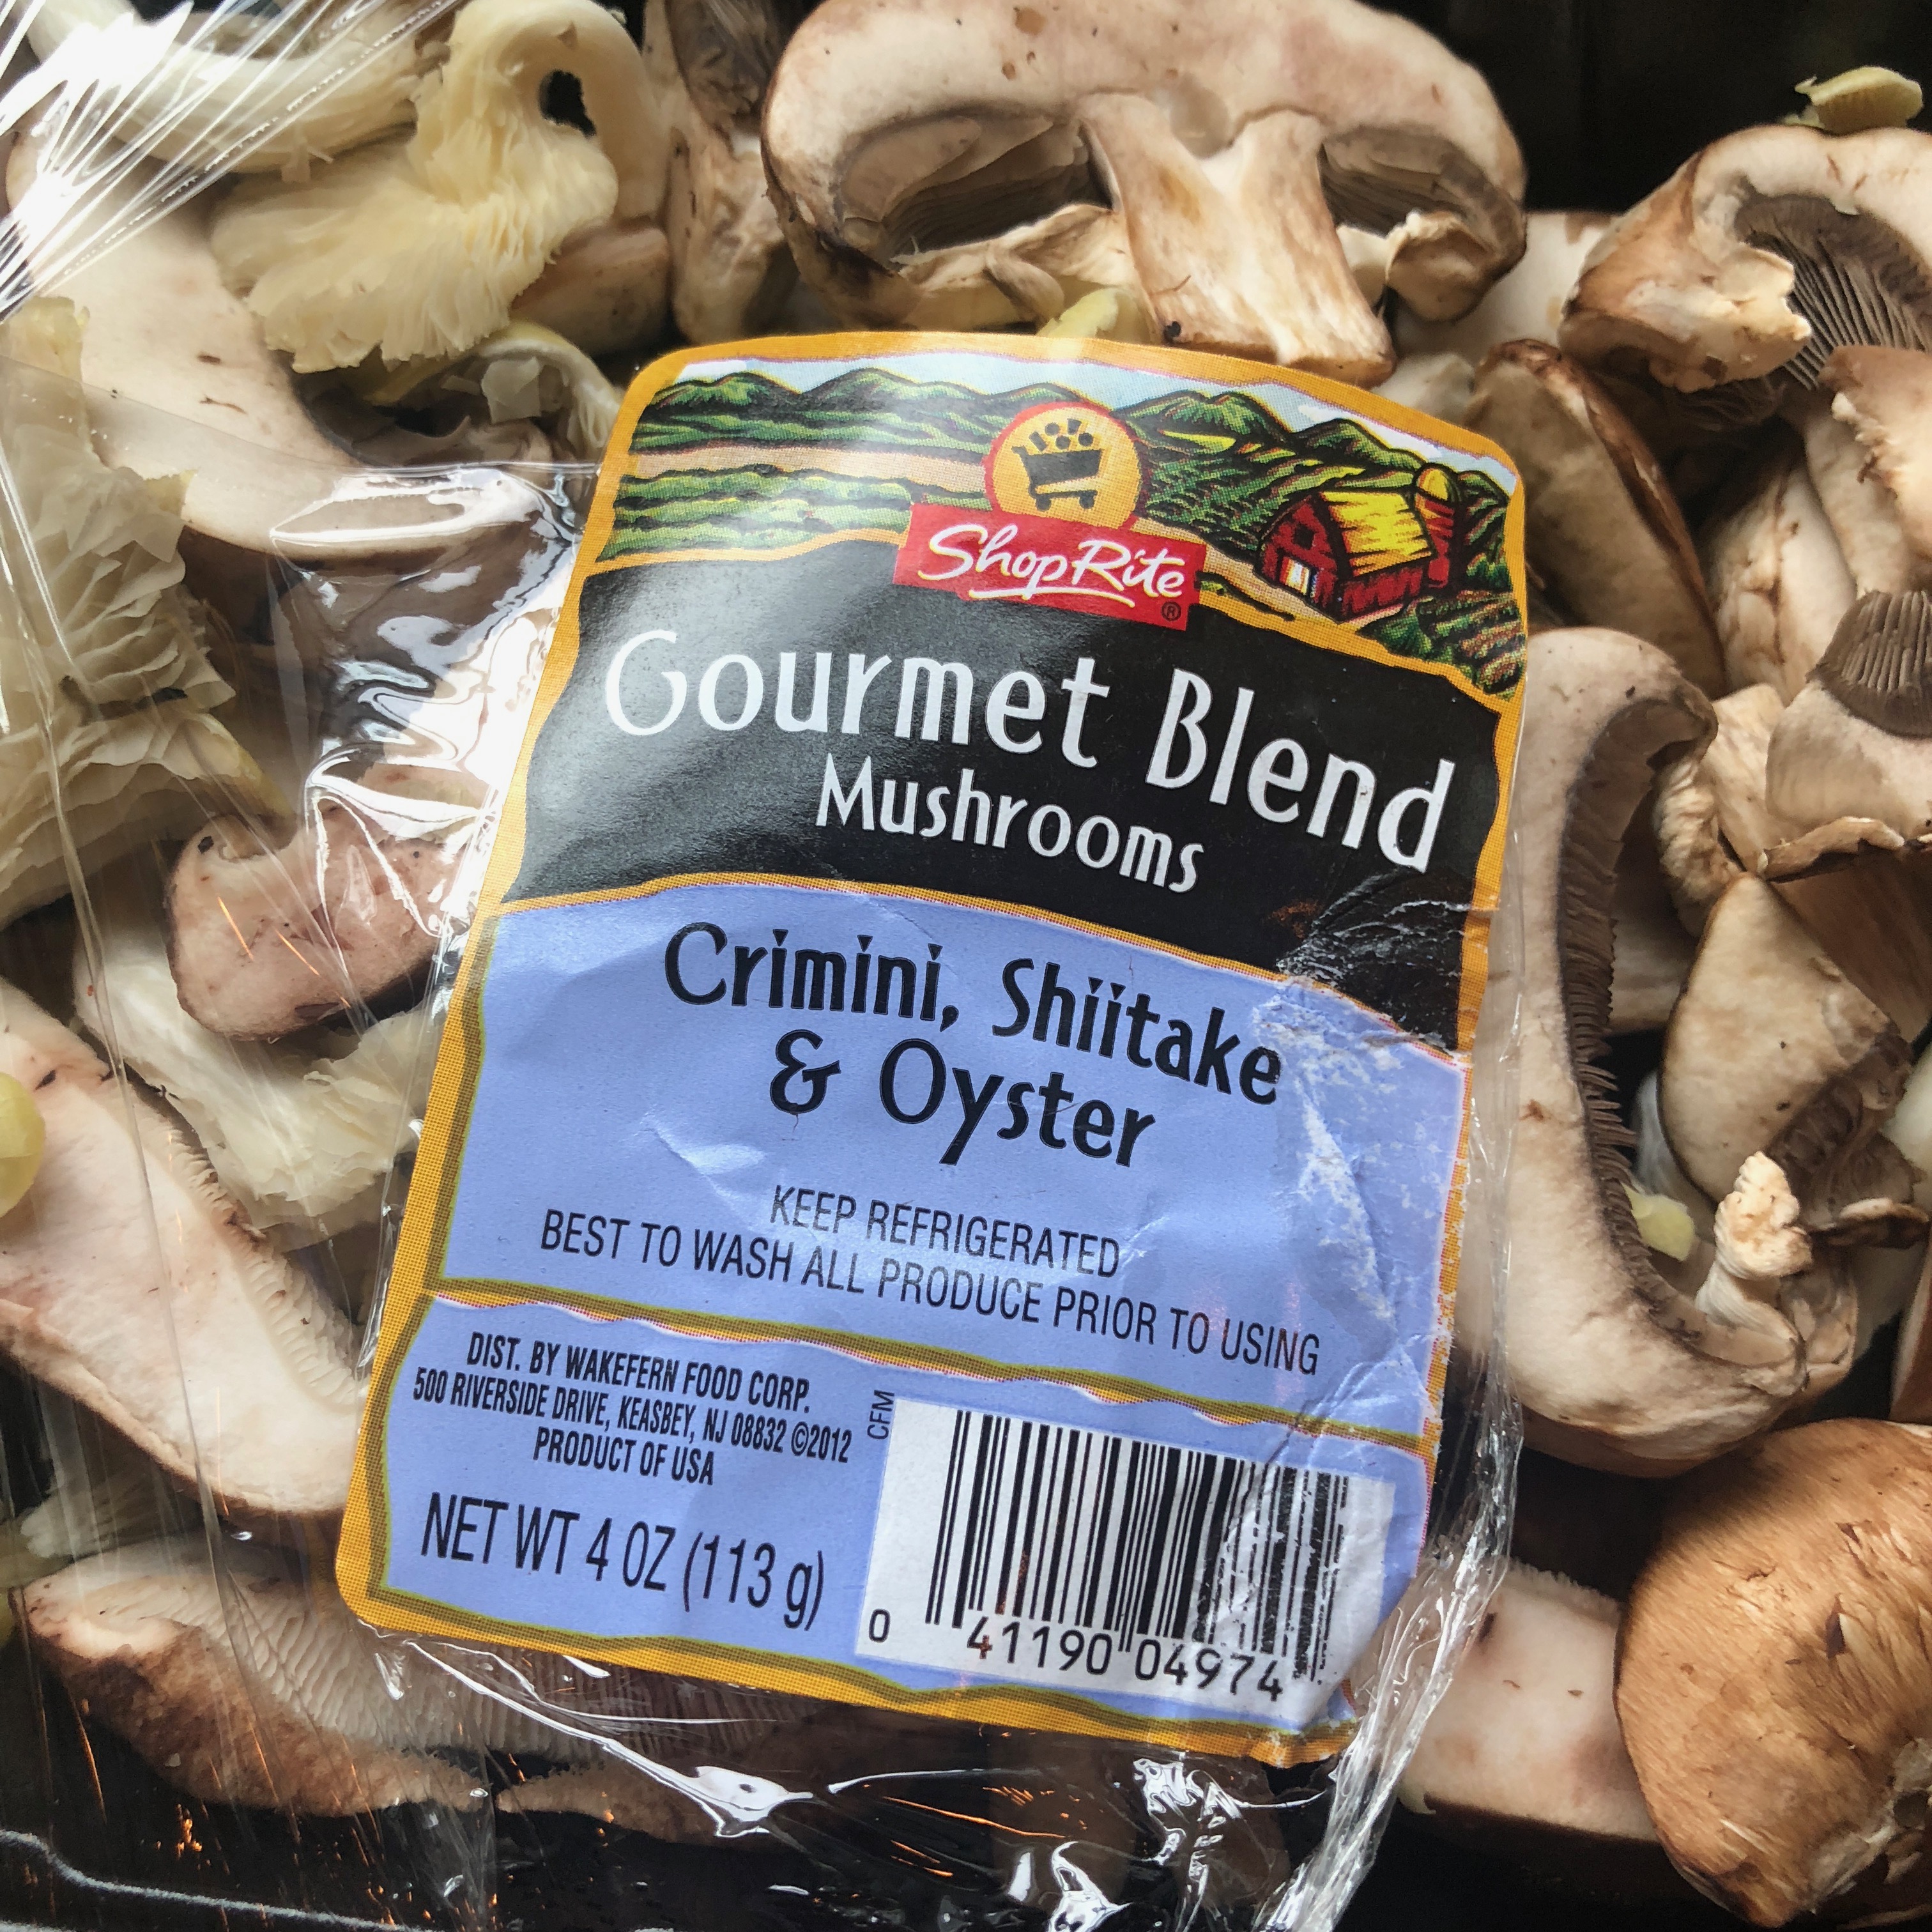 ShopRite®
Gourmet Blend
Mushrooms
Crimini, Shiitake
& Oyster
KEEP REFRIGERATED
BEST TO WASH ALL PRODUCE PRIOR TO USING
DIST. BY WAKEFERN FOOD CORP.
500 RIVERSIDE DRIVE, KEASBEY, NJ 08832 ©2012
PRODUCT OF USA
NET WT 4 OZ (113 g)
CFM
0 41190 04974